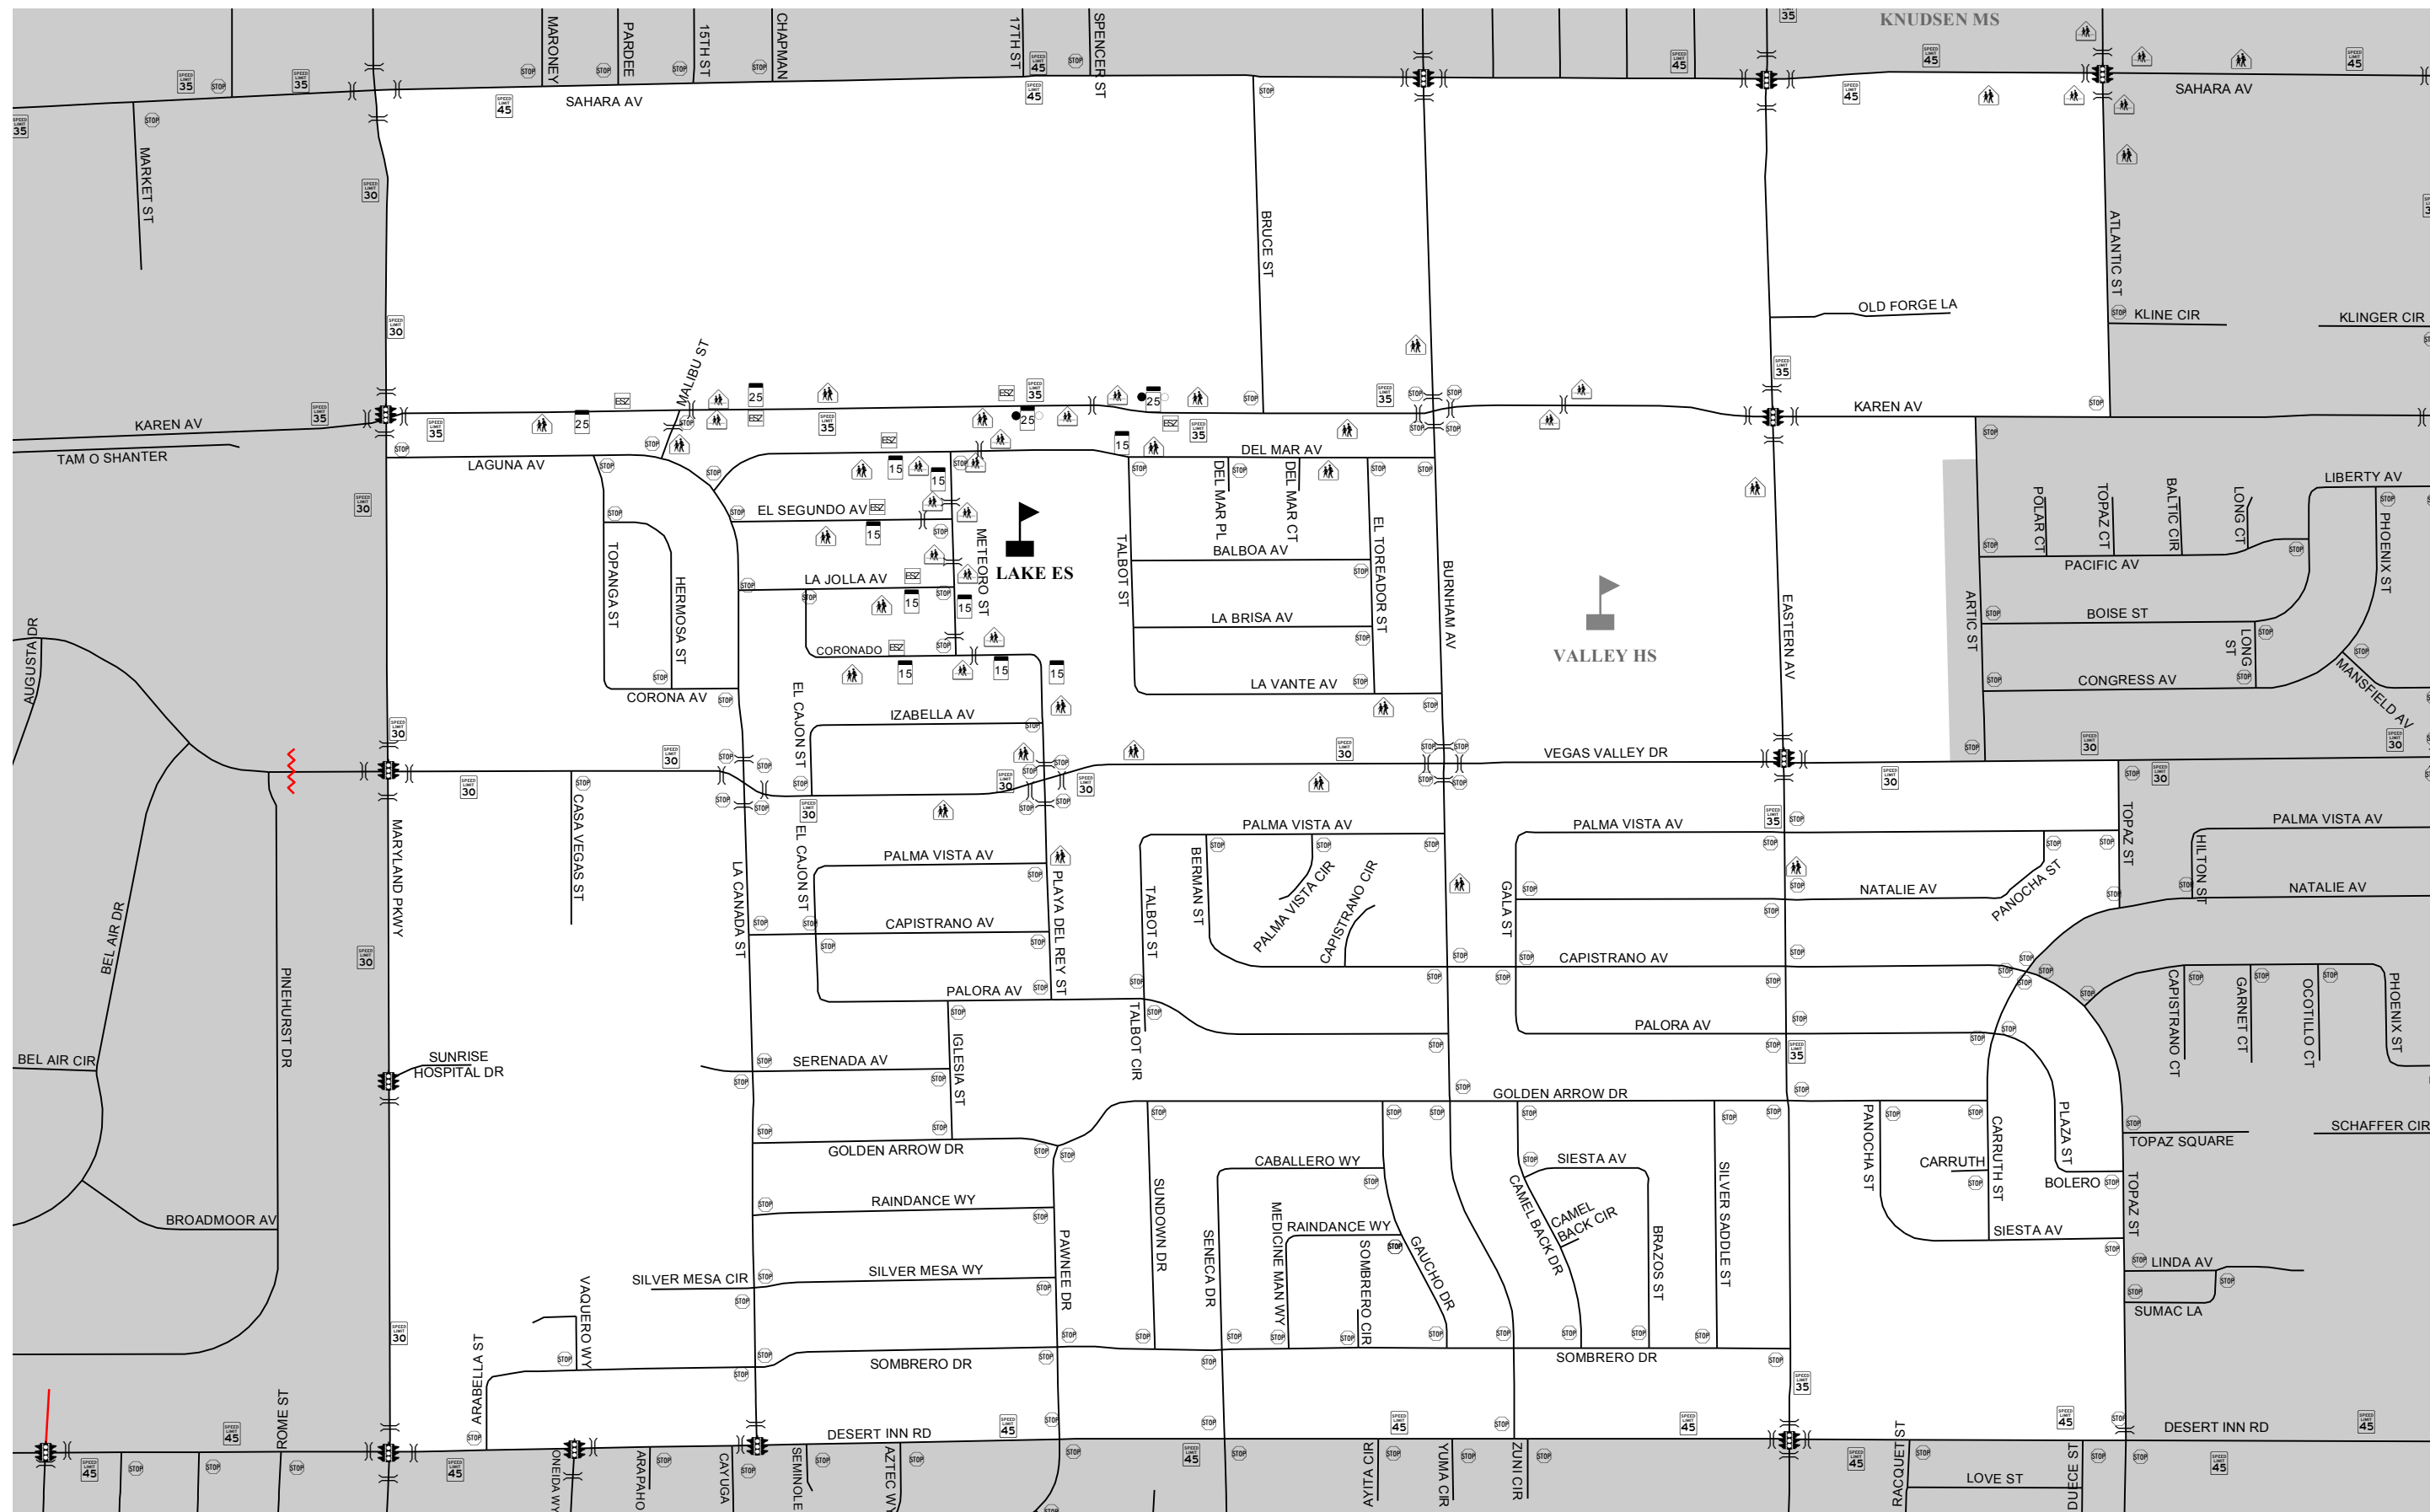 KNUDSEN MS
MARONEY
PARDEE
15TH ST
CHAPMAN
17TH ST
SPENCER ST
SAHARA AV
SAHARA AV
MARKET ST
BRUCE ST
ATLANTIC ST
OLD FORGE LA
KLINE CIR
KLINGER CIR
MALIBU ST
KAREN AV
KAREN AV
TAM O SHANTER
LAGUNA AV
DEL MAR AV
EL SEGUNDO AV
DEL MAR PL
DEL MAR CT
LIBERTY AV
POLAR CT
TOPAZ CT
BALTIC CIR
LONG CT
PHOENIX ST
TOPANGA ST
HERMOSA ST
METEORO ST
LAKE ES
TALBOT ST
BALBOA AV
EL TOREADOR ST
BURNHAM AV
PACIFIC AV
LA JOLLA AV
LA BRISA AV
VALLEY HS
EASTERN AV
ARTIC ST
BOISE ST
LONG
ST
AUGUSTA DR
CORONADO
CORONA AV
LA VANTE AV
CONGRESS AV
MANSFIELD AV
EL CAJON ST
IZABELLA AV
VEGAS VALLEY DR
CASA VEGAS ST
MARYLAND PKWY
EL CAJON ST
PALMA VISTA AV
PALMA VISTA AV
PALMA VISTA AV
PALMA VISTA AV
TOPAZ ST
HILTON ST
LA CANADA ST
PLAYA DEL REY ST
TALBOT ST
BERMAN ST
PALMA VISTA CIR
CAPISTRANO CIR
GALA ST
NATALIE AV
PANOCHA ST
NATALIE AV
BEL AIR DR
CAPISTRANO AV
CAPISTRANO AV
PINEHURST DR
PALORA AV
TALBOT CIR
PALORA AV
CAPISTRANO CT
GARNET CT
OCOTILLO CT
PHOENIX ST
BEL AIR CIR
SUNRISE
HOSPITAL DR
SERENADA AV
IGLESIA ST
GOLDEN ARROW DR
GOLDEN ARROW DR
PANOCHA ST
CARRUTH ST
PLAZA ST
TOPAZ SQUARE
SCHAFFER CIR
CABALLERO WY
SIESTA AV
CARRUTH
BOLERO
TOPAZ ST
RAINDANCE WY
BROADMOOR AV
SUNDOWN DR
SENECA DR
MEDICINE MAN WY
RAINDANCE WY
SOMBRERO CIR
GAUCHO DR
CAMEL BACK DR
CAMEL
BACK CIR
BRAZOS ST
SILVER SADDLE ST
SIESTA AV
PAWNEE DR
SILVER MESA CIR
SILVER MESA WY
LINDA AV
SUMAC LA
VAQUERO WY
ARABELLA ST
SOMBRERO DR
SOMBRERO DR
ROME ST
DESERT INN RD
DESERT INN RD
ONEIDA WY
ARAPAHO
CAYUGA
SEMINOLE
AZTEC WY
AYITA CIR
YUMA CIR
ZUNI CIR
RACQUET ST
LOVE ST
DUECE ST